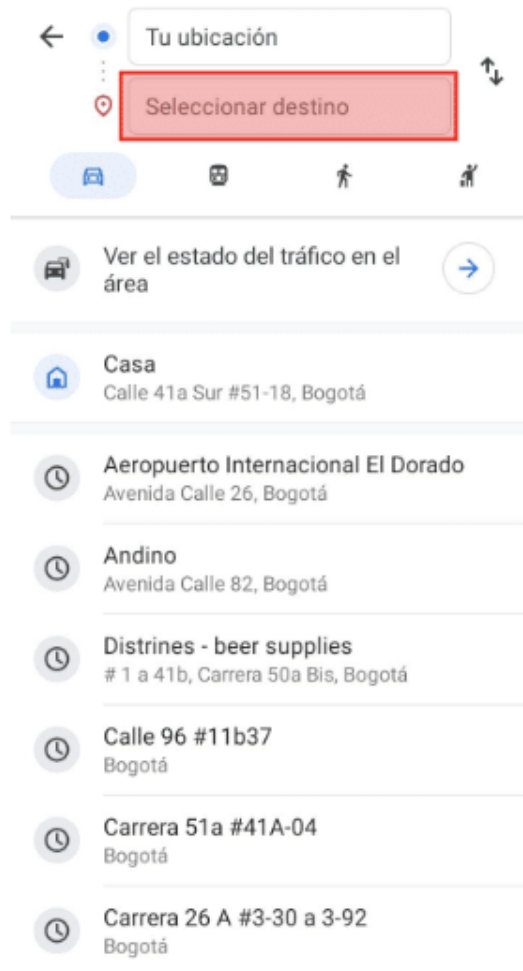 Tu ubicación
Seleccionar destino
Ver el estado del tráfico en el
área
Casa
Calle 41a Sur #51-18, Bogotá
Aeropuerto Internacional El Dorado
Avenida Calle 26, Bogotá
Andino
Avenida Calle 82, Bogotá
Distrines - beer supplies
# 1 a 41b, Carrera 50a Bis, Bogotá
Calle 96 #11b37
Bogotá
Carrera 51a #41A-04
Bogotá
Carrera 26 A #3-30 a 3-92
Bogotá